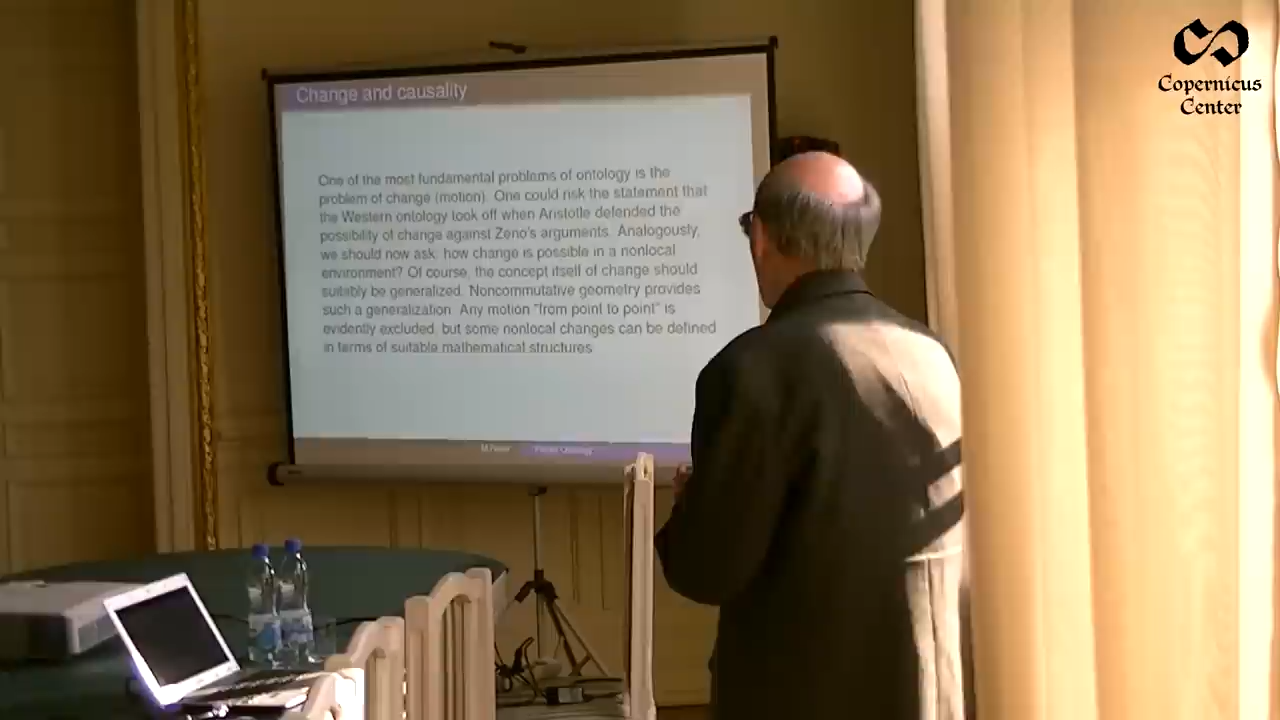 Change and causality
One of the most fundamental problems of ontology is the
problem of change (motion). One could risk the statement that
the Western ontology took off when Aristotle defended the
possibility of change against Zeno's arguments. Analogously,
we should now ask: how change is possible in a nonlocal
environment? Of course, the concept itself of change should
suitably be generalized. Noncommutative geometry provides
such a generalization. Any motion "from point to point" is
evidently excluded, but some nonlocal changes can be defined
in terms of suitable mathematical structures.
Copernicus
Center